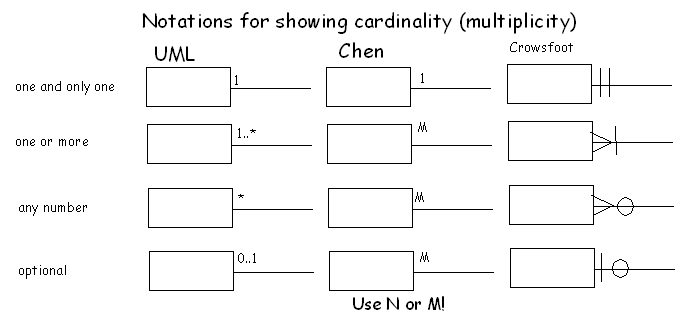 Notations for showing cardinality (multiplicity)
UML Chen Crowsfoot
one and only one 1 1
one or more 1..* M
any number * M
optional 0..1 M
Use N or M!